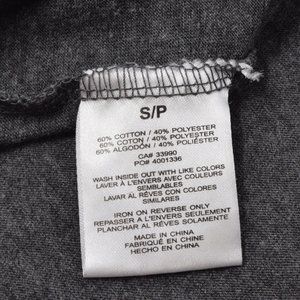 S/P
60% COTTON / 40% POLYESTER
60% COTON / 40% POLYESTER
60% ALGODÓN / 40% POLIÉSTER
CA# 33990
PO# 4001336
WASH INSIDE OUT WITH LIKE COLORS
LAVER À L'ENVERS AVEC COULEURS
SEMBLABLES
LAVAR AL RÉVES CON COLORES
SIMILARES
IRON ON REVERSE ONLY
REPASSER A L'ENVERS SEULEMENT
PLANCHAR AL REVÉS SOLAMENTE
MADE IN CHINA
FABRIQUÉ EN CHINE
HECHO EN CHINA